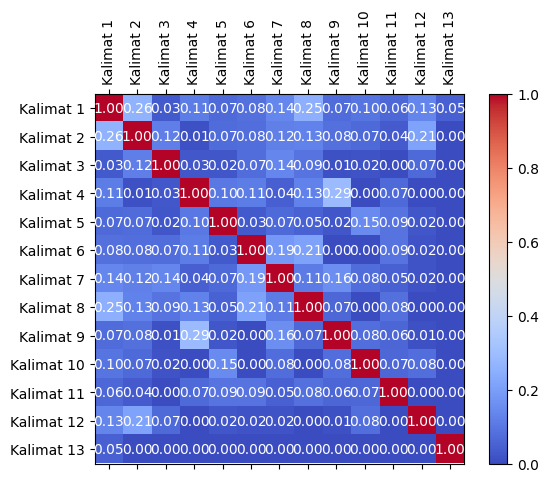 Kalimat 1
Kalimat 2
Kalimat 3
Kalimat 4
Kalimat 5
Kalimat 6
Kalimat 7
Kalimat 8
Kalimat 9
Kalimat 10
Kalimat 11
Kalimat 12
Kalimat 13
Kalimat 1 1.00 0.26 0.03 0.11 0.07 0.08 0.14 0.25 0.07 0.10 0.06 0.13 0.05
Kalimat 2 0.26 1.00 0.12 0.01 0.07 0.08 0.12 0.13 0.08 0.07 0.04 0.21 0.00
Kalimat 3 0.03 0.12 1.00 0.03 0.02 0.07 0.14 0.09 0.01 0.02 0.00 0.07 0.00
Kalimat 4 0.11 0.01 0.03 1.00 0.10 0.11 0.04 0.13 0.29 0.00 0.07 0.00 0.00
Kalimat 5 0.07 0.07 0.02 0.10 1.00 0.03 0.07 0.05 0.02 0.15 0.09 0.02 0.00
Kalimat 6 0.08 0.08 0.07 0.11 0.03 1.00 0.19 0.21 0.00 0.00 0.09 0.02 0.00
Kalimat 7 0.14 0.12 0.14 0.04 0.07 0.19 1.00 0.11 0.16 0.08 0.05 0.02 0.00
Kalimat 8 0.25 0.13 0.09 0.13 0.05 0.21 0.11 1.00 0.07 0.00 0.08 0.00 0.00
Kalimat 9 0.07 0.08 0.01 0.29 0.02 0.00 0.16 0.07 1.00 0.08 0.06 0.01 0.00
Kalimat 10 0.10 0.07 0.02 0.00 0.15 0.00 0.08 0.00 0.08 1.00 0.07 0.08 0.00
Kalimat 11 0.06 0.04 0.00 0.07 0.09 0.09 0.05 0.08 0.06 0.07 1.00 0.00 0.00
Kalimat 12 0.13 0.21 0.07 0.00 0.02 0.02 0.02 0.00 0.01 0.08 0.00 1.00 0.00
Kalimat 13 0.05 0.00 0.00 0.00 0.00 0.00 0.00 0.00 0.00 0.00 0.00 0.00 1.00
1.0
0.8
0.6
0.4
0.2
0.0